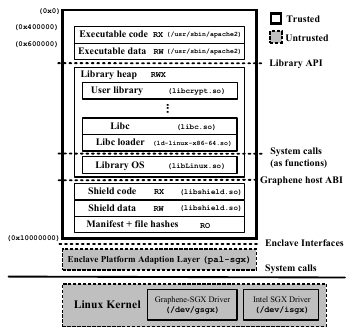 (0x0)
Trusted
Untrusted
(0x400000)
Executable code RX (/usr/sbin/apache2)
(0x600000)
Executable data RW (/usr/sbin/apache2)
Library API
Library heap RWX
User library (libcrypt.so)
⋮
Libc (libc.so)
Libc loader (ld-linux-x86-64.so)
System calls
(as functions)
Library OS (libLinux.so)
Graphene host ABI
Shield code RX (libshield.so)
Shield data RW (libshield.so)
Manifest + file hashes RO
(0x10000000)
Enclave Interfaces
Enclave Platform Adaption Layer (pal-sgx)
System calls
Linux Kernel
Graphene-SGX Driver
(/dev/gsgx)
Intel SGX Driver
(/dev/isgx)